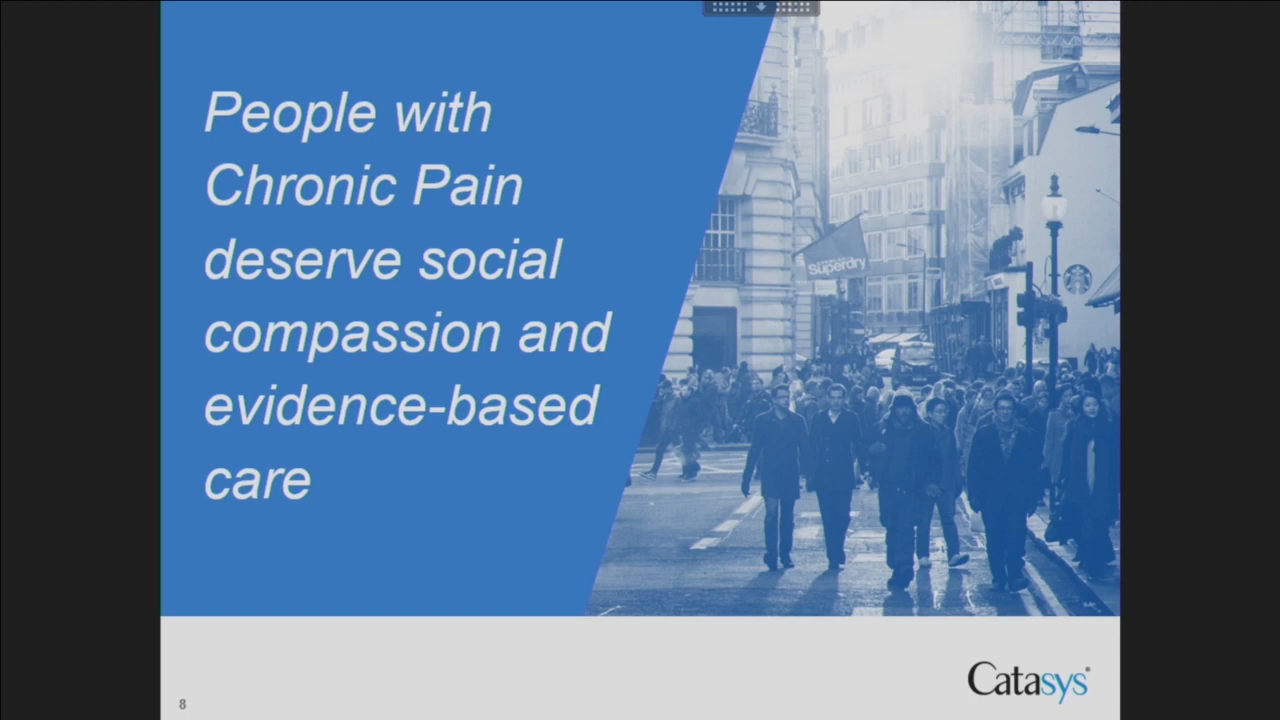 People with
Chronic Pain
deserve social
compassion and
evidence-based
care
Superdry
8
Catasys